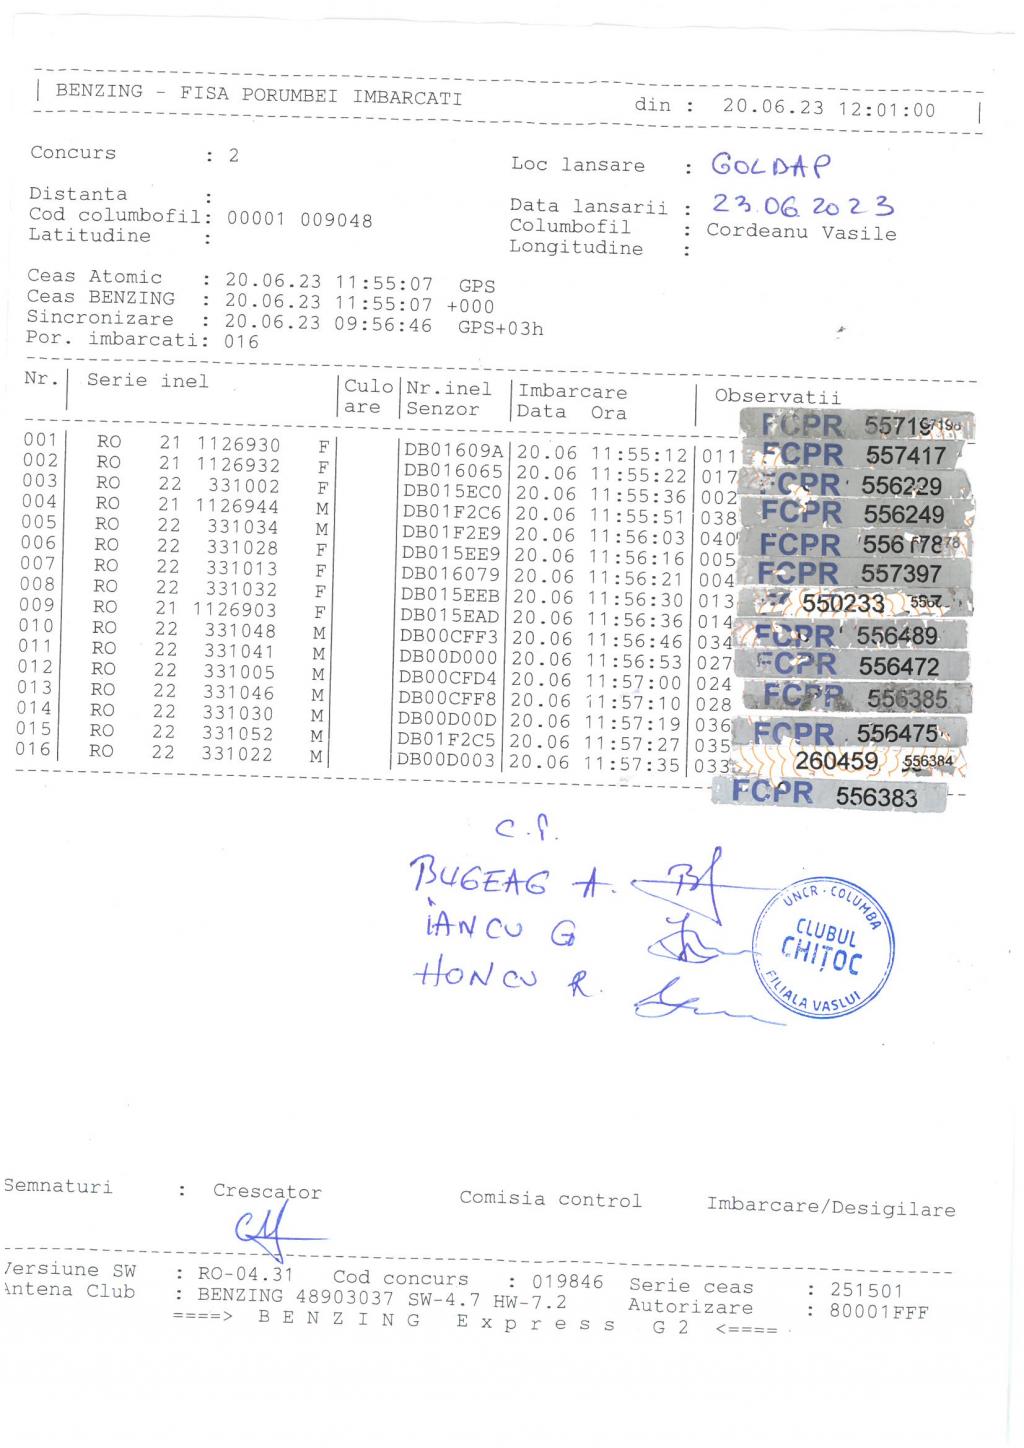 BENZING - FISA PORUMBEI IMBARCATI din : 20.06.23 12:01:00
Concurs : 2 Loc lansare : GOLDAP
Distanta : Data lansarii : 23.06.2023
Cod columbofil: 00001 009048 Columbofil : Cordeanu Vasile
Latitudine : Longitudine :
Ceas Atomic : 20.06.23 11:55:07 GPS
Ceas BENZING : 20.06.23 11:55:07 +000
Sincronizare : 20.06.23 09:56:46 GPS+03h
Por. imbarcati: 016
Nr. Serie inel Culo Nr.inel Imbarcare Observatii
are Senzor Data Ora
FCPR 557198
001 RO 21 1126930 F DB01609A 20.06 11:55:12 011 FCPR 557417
002 RO 21 1126932 F DB016065 20.06 11:55:22 017 FCPR 556229
003 RO 22 331002 F DB015EC0 20.06 11:55:36 002
004 RO 21 1126944 M DB01F2C6 20.06 11:55:51 038 FCPR 556249
005 RO 22 331034 M DB01F2E9 20.06 11:56:03 040 FCPR
006 RO 22 331028 F DB015EE9 20.06 11:56:16 005
007 RO 22 331013 F DB016079 20.06 11:56:21 004 FCPR 557397
008 RO 22 331032 F DB015EEB 20.06 11:56:30 013 550233
009 RO 21 1126903 F DB015EAD 20.06 11:56:36 014
010 RO 22 331048 M DB00CFF3 20.06 11:56:46 034 FCPR 556489
011 RO 22 331041 M DB00D000 20.06 11:56:53 027 FCPR 556472
012 RO 22 331005 M DB00CFD4 20.06 11:57:00 024
013 RO 22 331046 M DB00CFF8 20.06 11:57:10 028 FCPR 556385
014 RO 22 331030 M DB00D00D 20.06 11:57:19 036 FCPR 556475
015 RO 22 331052 M DB01F2C5 20.06 11:57:27 035
016 RO 22 331022 M DB00D003 20.06 11:57:35 033 260459 556384
FCPR 556383
BUGEAG A.
IANCU G
HONCU R.
UNCR - COLUMBA
CLUBUL
CHIȚOC
FILIALA VASLUI
Semnaturi : Crescator Comisia control Imbarcare/Desigilare
Versiune SW : RO-04.31 Cod concurs : 019846 Serie ceas : 251501
Antena Club : BENZING 48903037 SW-4.7 HW-7.2 Autorizare : 80001FFF
====> B E N Z I N G E x p r e s s G 2 <====